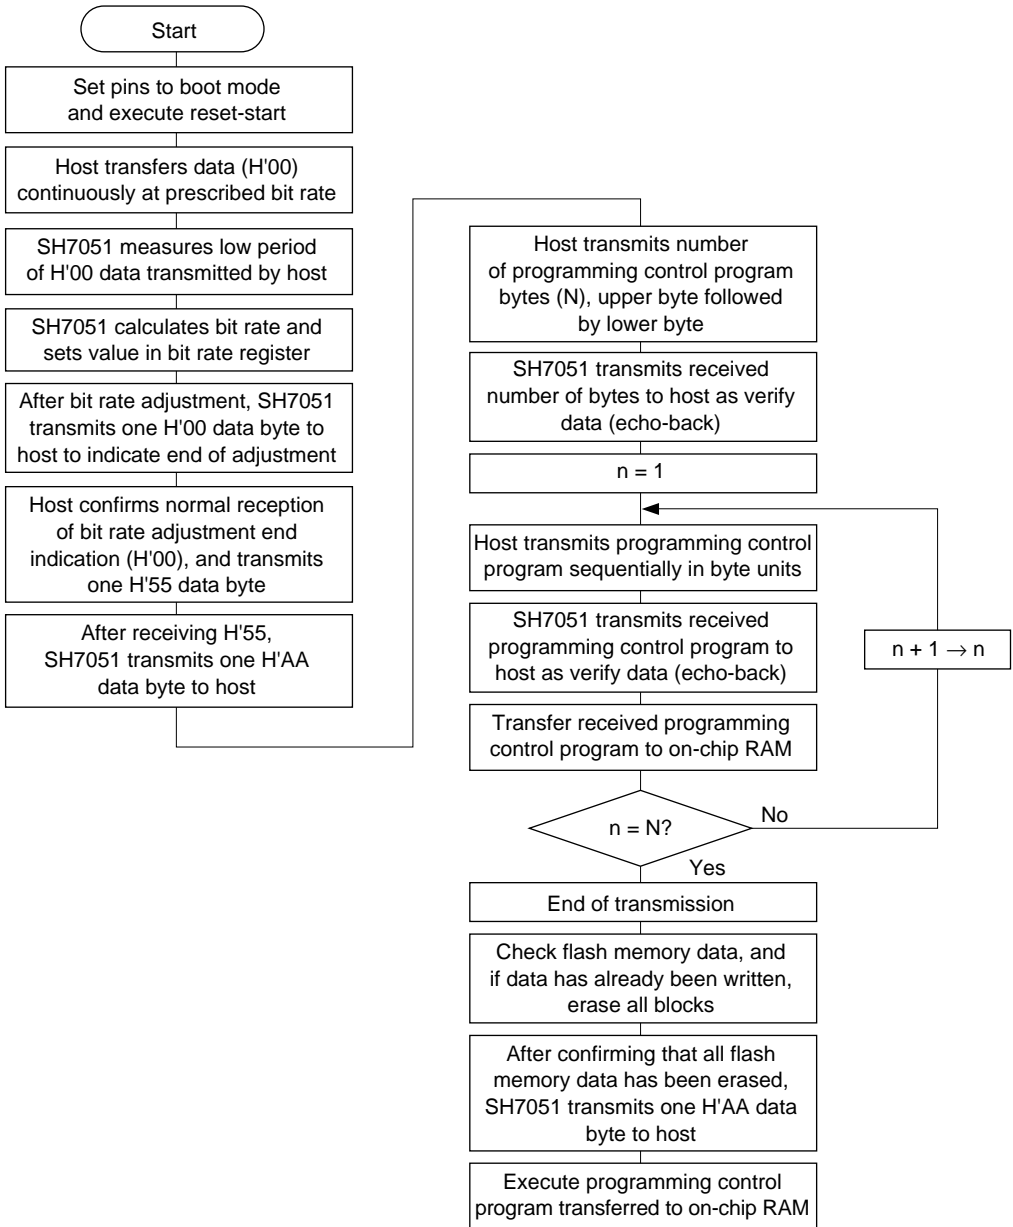 Start
Set pins to boot mode
and execute reset-start
Host transfers data (H'00)
continuously at prescribed bit rate
SH7051 measures low period
of H'00 data transmitted by host
SH7051 calculates bit rate and
sets value in bit rate register
After bit rate adjustment, SH7051
transmits one H'00 data byte to
host to indicate end of adjustment
Host confirms normal reception
of bit rate adjustment end
indication (H'00), and transmits
one H'55 data byte
After receiving H'55,
SH7051 transmits one H'AA
data byte to host
Host transmits number
of programming control program
bytes (N), upper byte followed
by lower byte
SH7051 transmits received
number of bytes to host as verify
data (echo-back)
n = 1
Host transmits programming control
program sequentially in byte units
SH7051 transmits received
programming control program to
host as verify data (echo-back)
n + 1 → n
Transfer received programming
control program to on-chip RAM
n = N?
No
Yes
End of transmission
Check flash memory data, and
if data has already been written,
erase all blocks
After confirming that all flash
memory data has been erased,
SH7051 transmits one H'AA data
byte to host
Execute programming control
program transferred to on-chip RAM